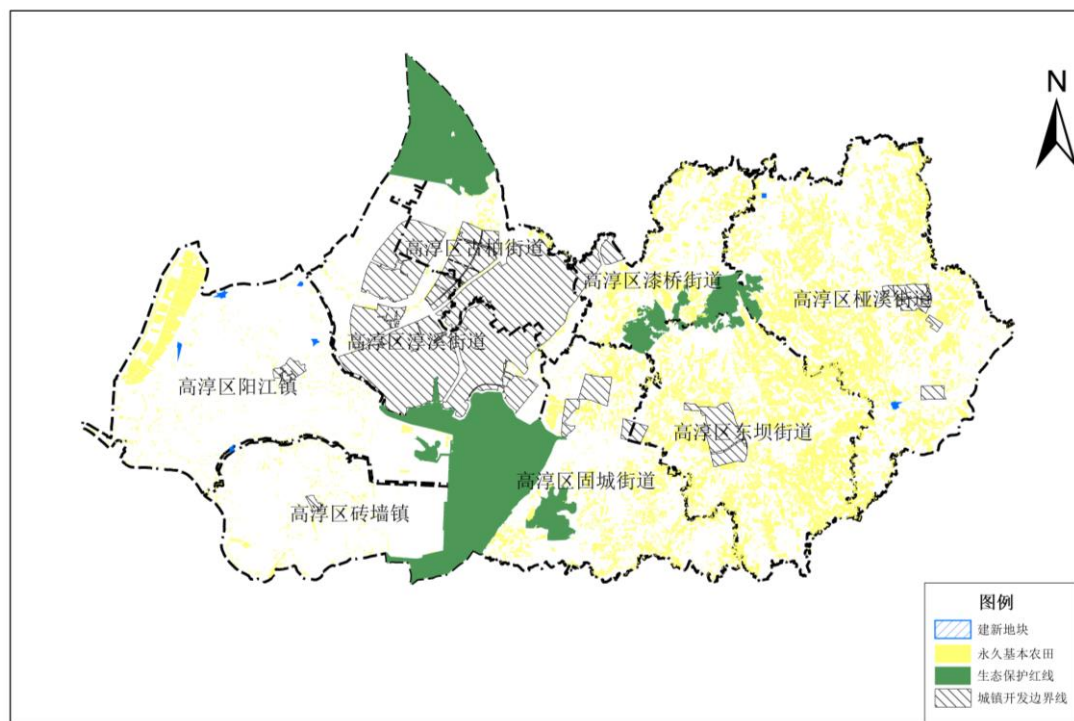 N
高淳区古柏街道
高淳区漆桥街道
高淳区桠溪街道
高淳区淳溪街道
高淳区阳江镇
高淳区东坝街道
高淳区固城街道
高淳区砖墙镇
图例
建新地块
永久基本农田
生态保护红线
城镇开发边界线